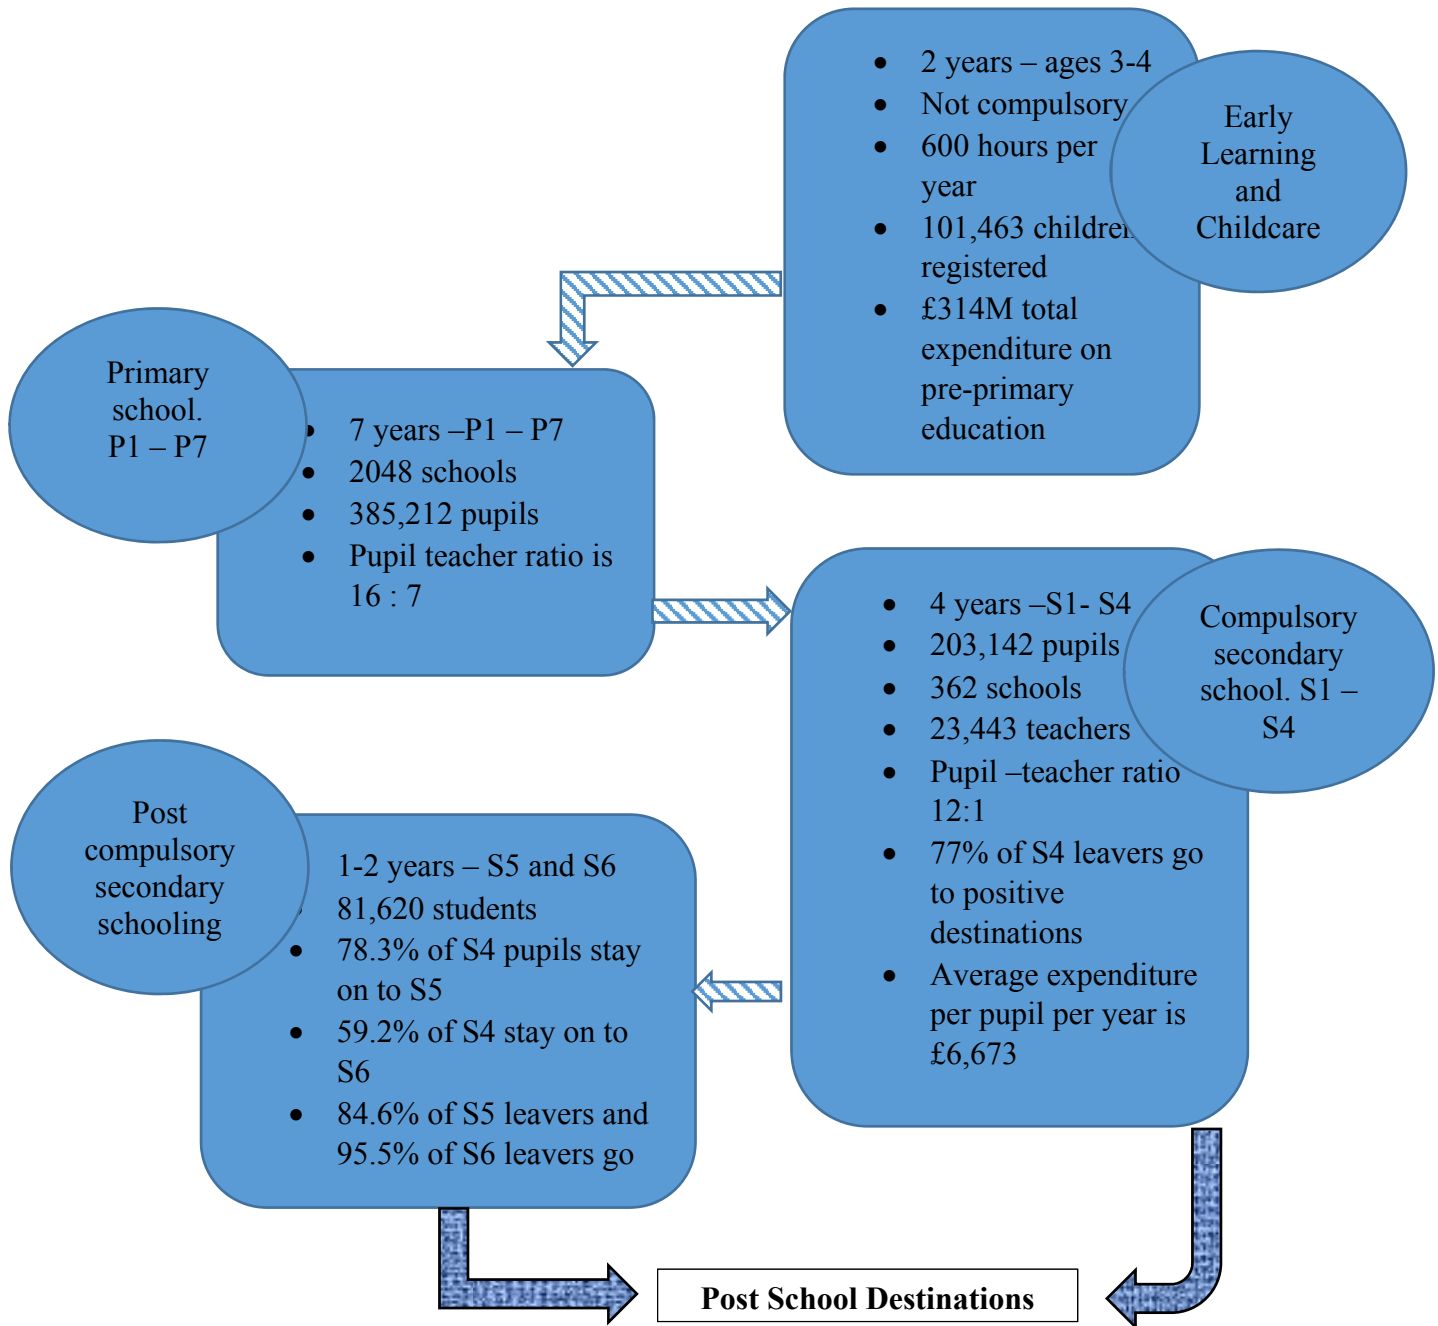 • 2 years – ages 3-4
• Not compulsory
• 600 hours per
year
• 101,463 children
registered
• £314M total
expenditure on
pre-primary
education
Early
Learning
and
Childcare
Primary
school.
P1 – P7
• 7 years –P1 – P7
• 2048 schools
• 385,212 pupils
• Pupil teacher ratio is
16 : 7
• 4 years –S1- S4
• 203,142 pupils
• 362 schools
• 23,443 teachers
• Pupil –teacher ratio
12:1
• 77% of S4 leavers go
to positive
destinations
• Average expenditure
per pupil per year is
£6,673
Compulsory
secondary
school. S1 –
S4
Post
compulsory
secondary
schooling
1-2 years – S5 and S6
• 81,620 students
• 78.3% of S4 pupils stay
on to S5
• 59.2% of S4 stay on to
S6
• 84.6% of S5 leavers and
95.5% of S6 leavers go
Post School Destinations